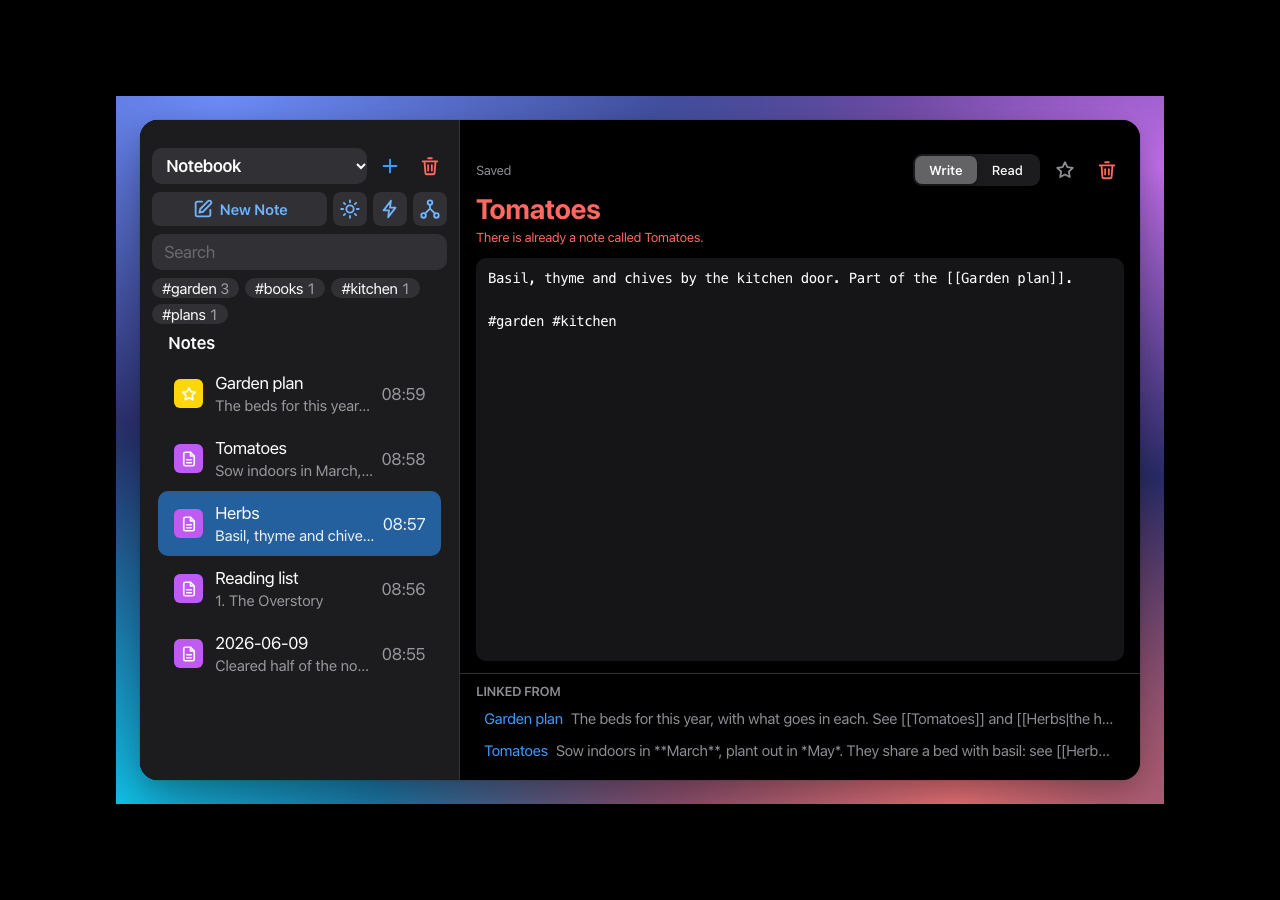 Notebook
New Note
Search
#garden 3
#books 1
#kitchen 1
#plans 1
Notes
Garden plan
The beds for this year...
08:59
Tomatoes
Sow indoors in March,...
08:58
Herbs
Basil, thyme and chive...
08:57
Reading list
1. The Overstory
08:56
2026-06-09
Cleared half of the no...
08:55
Saved
Write
Read
Tomatoes
There is already a note called Tomatoes.
Basil, thyme and chives by the kitchen door. Part of the [[Garden plan]].
#garden #kitchen
LINKED FROM
Garden plan The beds for this year, with what goes in each. See [[Tomatoes]] and [[Herbs|the h...
Tomatoes Sow indoors in **March**, plant out in *May*. They share a bed with basil: see [[Herb...